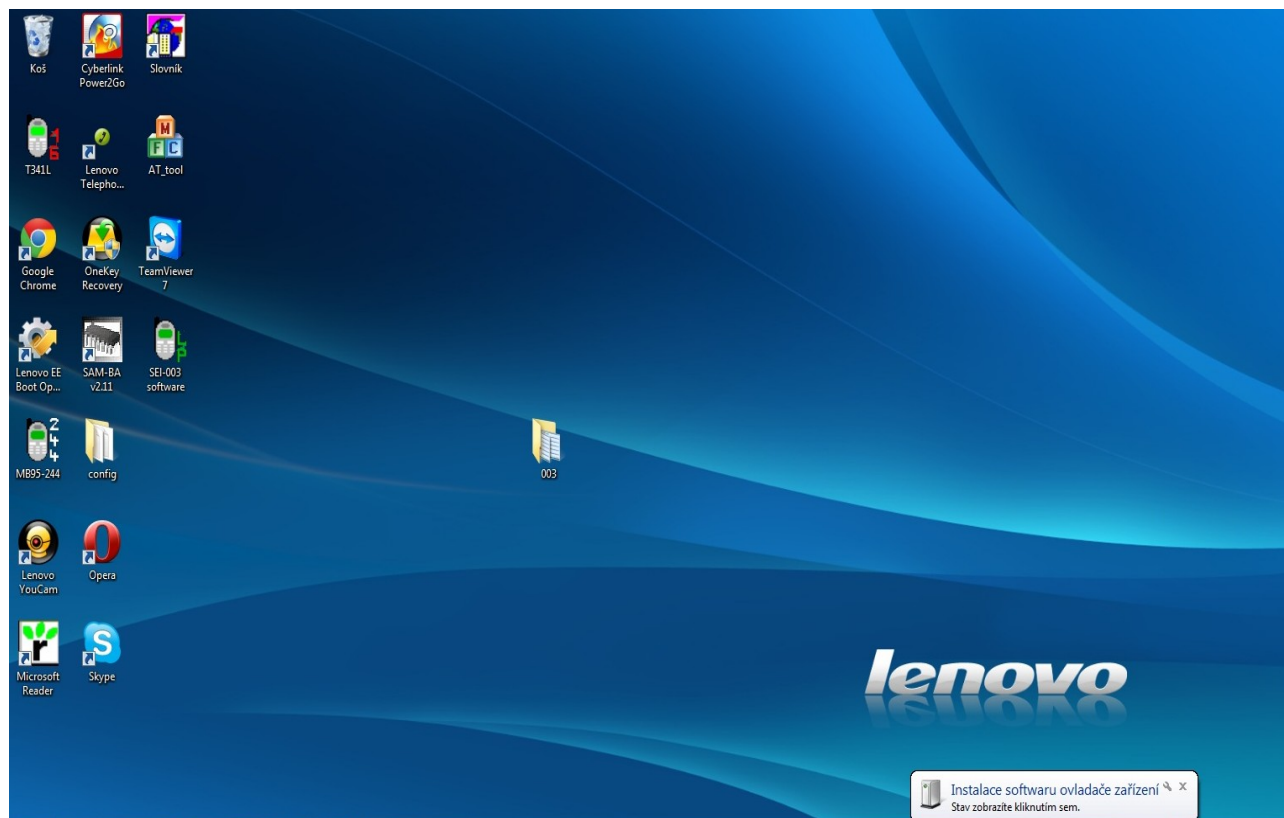 Koš
Cyberlink
Power2Go
Slovník
T341L
Lenovo
Telepho...
AT_tool
Google
Chrome
OneKey
Recovery
TeamViewer
7
Lenovo EE
Boot Op...
SAM-BA
v2.11
SEI-003
software
MB95-244
config
003
Lenovo
YouCam
Opera
Microsoft
Reader
Skype
lenovo
Instalace softwaru ovladače zařízení
Stav zobrazíte kliknutím sem.